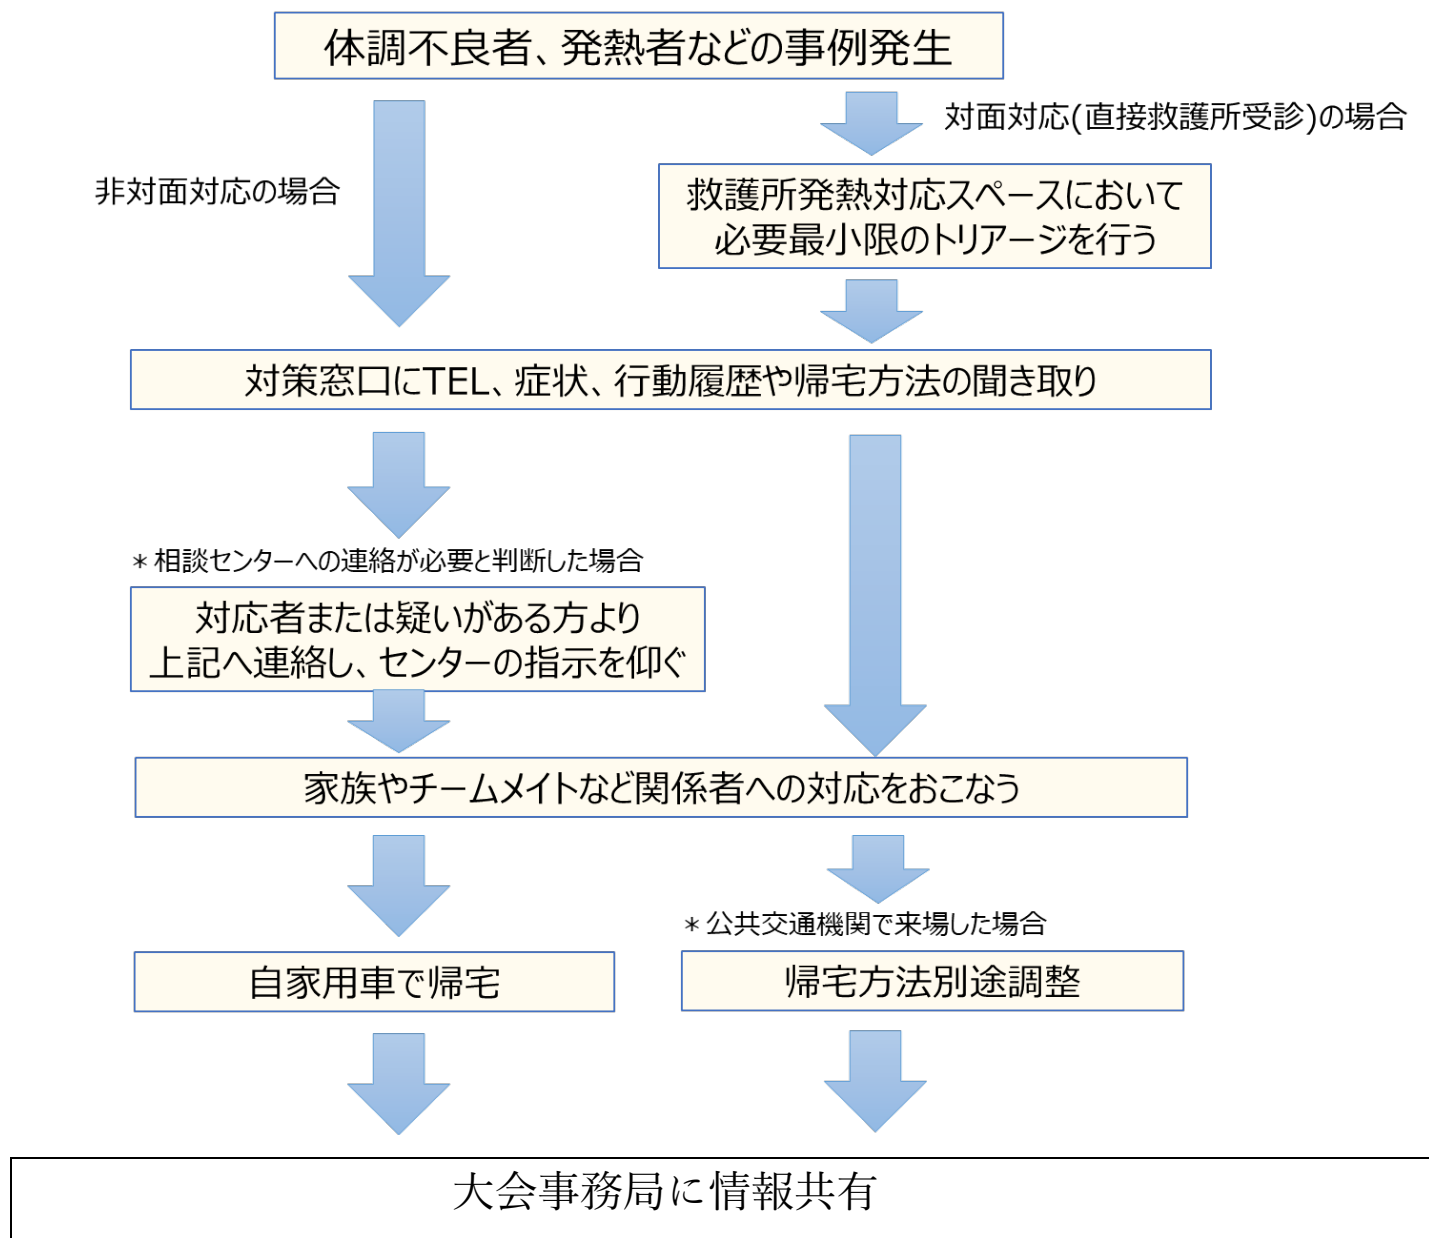 体調不良者、発熱者などの事例発生
対面対応(直接救護所受診)の場合
非対面対応の場合
救護所発熱対応スペースにおいて
必要最小限のトリアージを行う
対策窓口にTEL、症状、行動履歴や帰宅方法の聞き取り
＊相談センターへの連絡が必要と判断した場合
対応者または疑いがある方より
上記へ連絡し、センターの指示を仰ぐ
家族やチームメイトなど関係者への対応をおこなう
＊公共交通機関で来場した場合
自家用車で帰宅
帰宅方法別途調整
大会事務局に情報共有